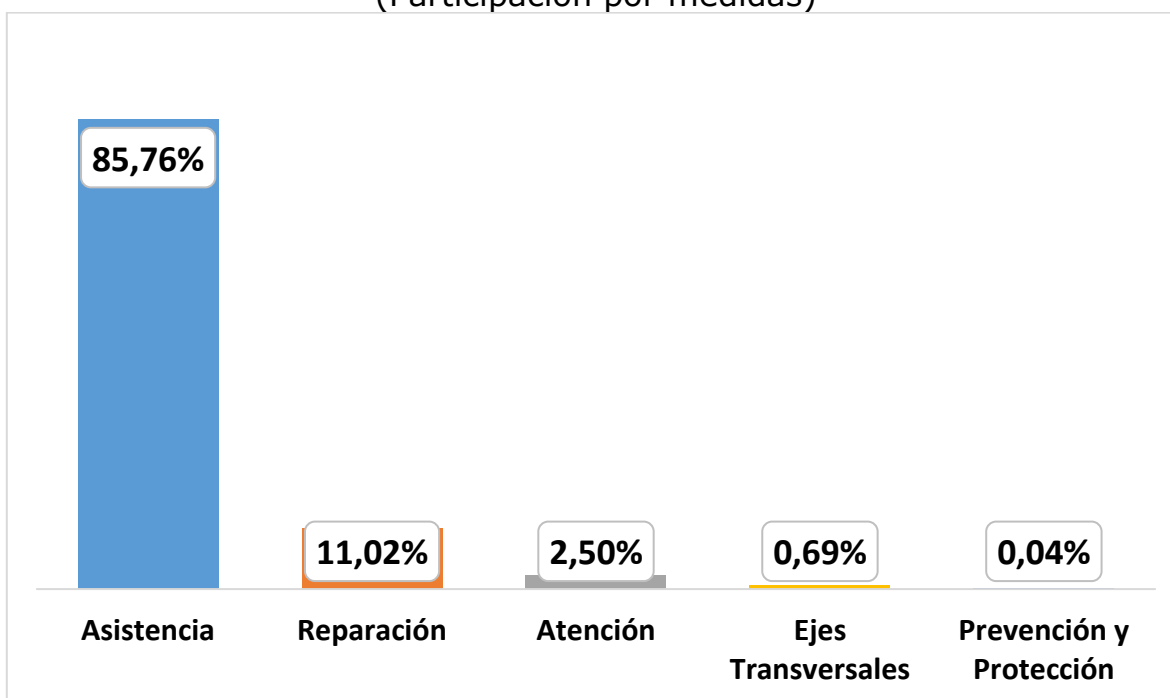 (Participación por medidas)
85,76%
11,02%
2,50%
0,69%
0,04%
Asistencia
Reparación
Atención
Ejes
Transversales
Prevención y
Protección